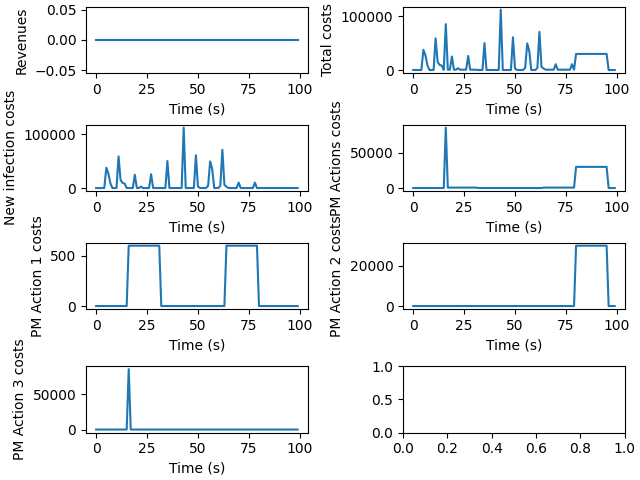 Revenues
0.05
0.00
−0.05
0 25 50 75 100
Time (s)
Total costs
100000
0
0 25 50 75 100
Time (s)
New infection costs
100000
0
0 25 50 75 100
Time (s)
PM Actions costs
50000
0
0 25 50 75 100
Time (s)
PM Action 1 costs
500
0
0 25 50 75 100
Time (s)
PM Action 2 costs
20000
0
0 25 50 75 100
Time (s)
PM Action 3 costs
50000
0
0 25 50 75 100
Time (s)
1.0
0.5
0.0
0.0 0.2 0.4 0.6 0.8 1.0